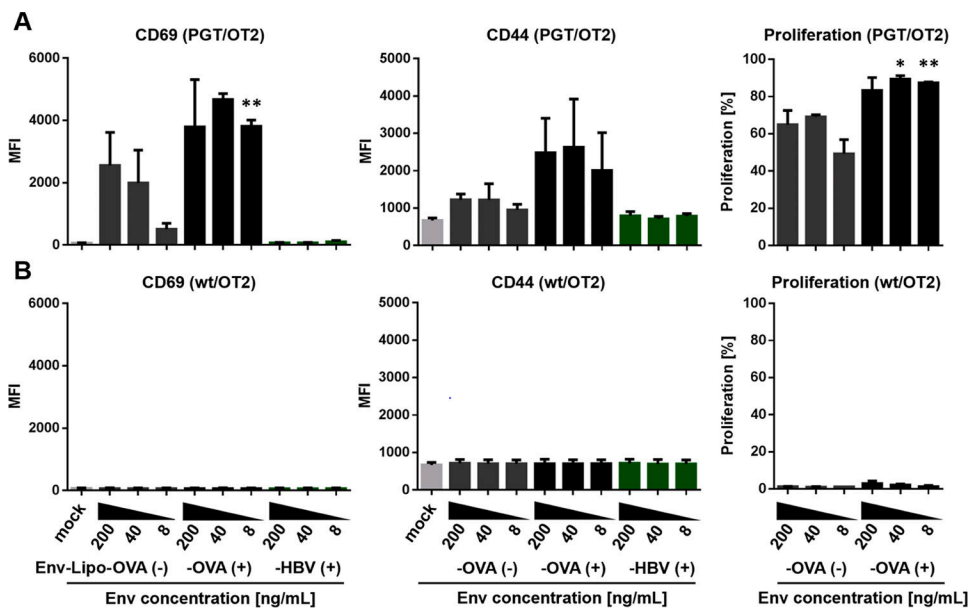 A
CD69 (PGT/OT2)
CD44 (PGT/OT2)
Proliferation (PGT/OT2)
6000
4000
2000
0
MFI
**
5000
4000
3000
2000
1000
0
MFI
100
80
60
40
20
0
Proliferation [%]
* **
B
CD69 (wt/OT2)
CD44 (wt/OT2)
Proliferation (wt/OT2)
6000
4000
2000
0
MFI
5000
4000
3000
2000
1000
0
MFI
100
80
60
40
20
0
Proliferation [%]
mock 200 40 8 200 40 8 200 40 8
mock 200 40 8 200 40 8 200 40 8
200 40 8 200 40 8
Env-Lipo-OVA (-) -OVA (+) -HBV (+)
-OVA (-) -OVA (+) -HBV (+)
-OVA (-) -OVA (+)
Env concentration [ng/mL]
Env concentration [ng/mL]
Env concentration [ng/mL]